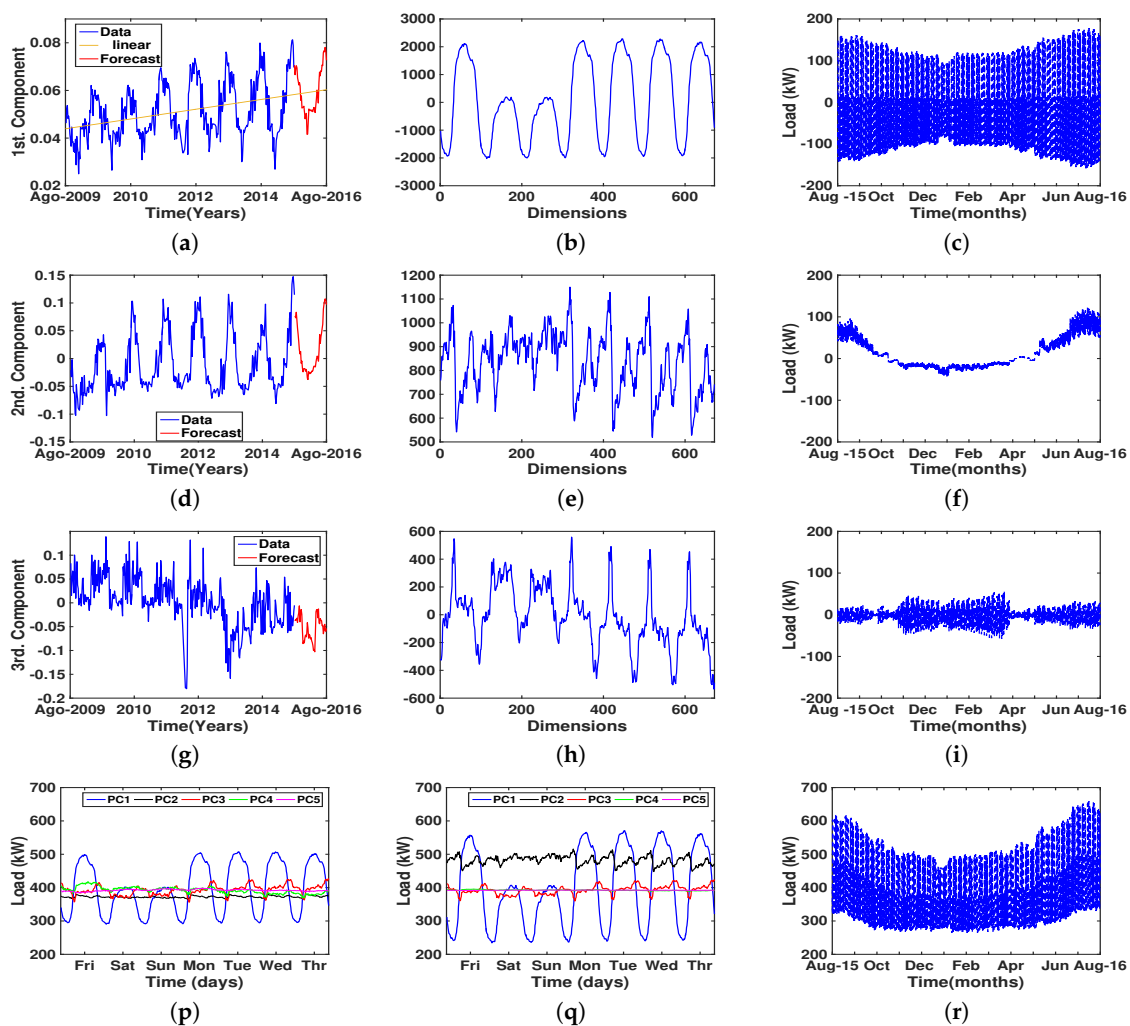 1st. Component
0.08
0.06
0.04
0.02
Data
linear
Forecast
Ago-2009 2010 2012 2014 Ago-2016
Time(Years)
(a)
3000
2000
1000
0
-1000
-2000
-3000
0 200 400 600
Dimensions
(b)
Load (kW)
200
100
0
-100
-200
Aug -15 Oct Dec Feb Apr Jun Aug-16
Time(months)
(c)
2nd. Component
0.15
0.1
0.05
0
-0.05
-0.1
-0.15
Data
Forecast
Ago-2009 2010 2012 2014 Ago-2016
Time(Years)
(d)
1200
1100
1000
900
800
700
600
500
0 200 400 600
Dimensions
(e)
Load (kW)
200
100
0
-100
-200
Aug -15 Oct Dec Feb Apr Jun Aug-16
Time(months)
(f)
3rd. Component
0.1
0.05
0
-0.05
-0.1
-0.15
-0.2
Data
Forecast
Ago-2009 2010 2012 2014 Ago-2016
Time(Years)
(g)
600
400
200
0
-200
-400
-600
0 200 400 600
Dimensions
(h)
Load (kW)
200
100
0
-100
-200
Aug -15 Oct Dec Feb Apr Jun Aug-16
Time(months)
(i)
Load (kW)
700
600
500
400
300
200
PC1 PC2 PC3 PC4 PC5
Fri Sat Sun Mon Tue Wed Thr
Time (days)
(p)
Load (kW)
700
600
500
400
300
200
PC1 PC2 PC3 PC4 PC5
Fri Sat Sun Mon Tue Wed Thr
Time (days)
(q)
Load (kW)
700
600
500
400
300
200
Aug-15 Oct Dec Feb Apr Jun Aug-16
Time(months)
(r)